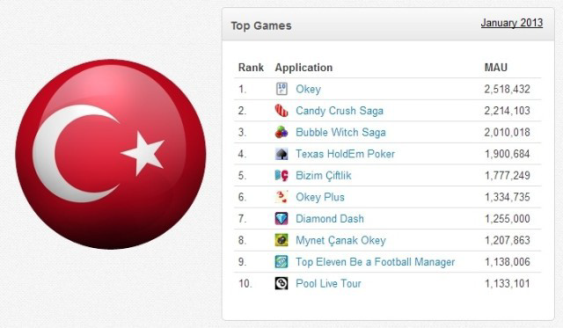 Top Games
January 2013
Rank Application MAU
1. Okey 2,518,432
2. Candy Crush Saga 2,214,103
3. Bubble Witch Saga 2,010,018
4. Texas HoldEm Poker 1,900,684
5. Bizim Çiftlik 1,777,249
6. Okey Plus 1,334,735
7. Diamond Dash 1,255,000
8. Mynet Çanak Okey 1,207,863
9. Top Eleven Be a Football Manager 1,138,006
10. Pool Live Tour 1,133,101